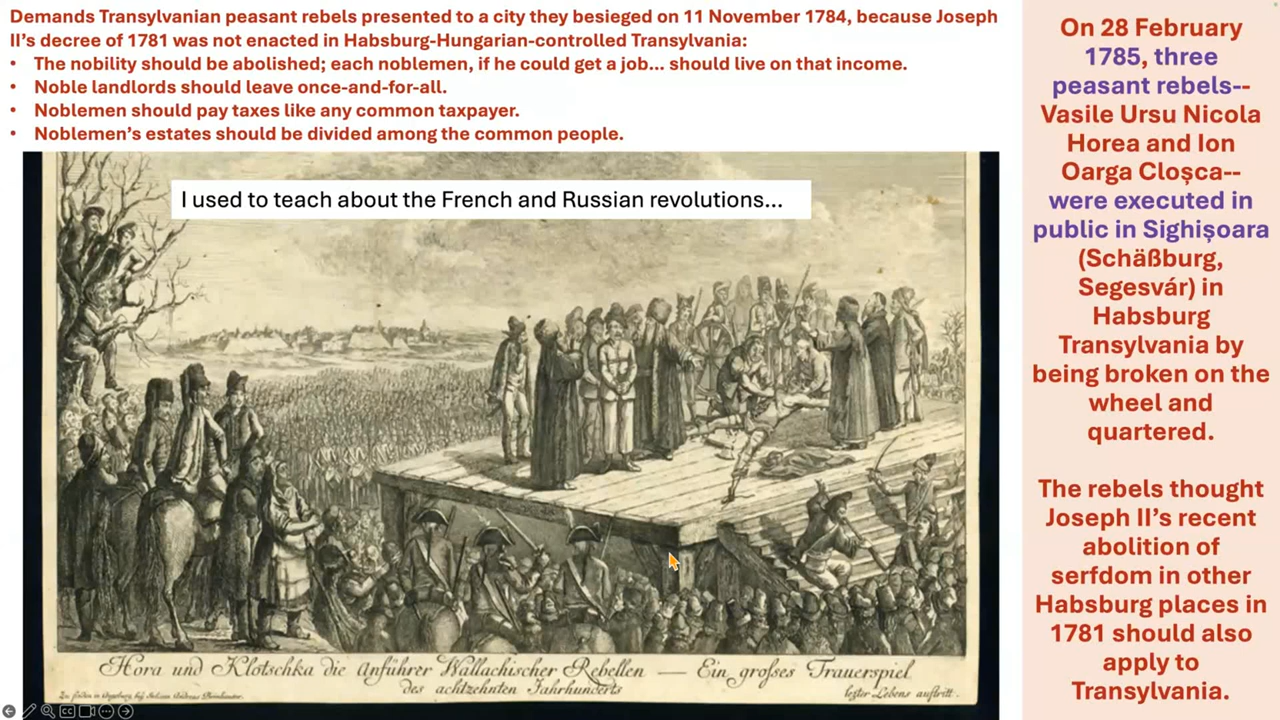 Demands Transylvanian peasant rebels presented to a city they besieged on 11 November 1784, because Joseph
II's decree of 1781 was not enacted in Habsburg-Hungarian-controlled Transylvania:
• The nobility should be abolished; each noblemen, if he could get a job... should live on that income.
• Noble landlords should leave once-and-for-all.
• Noblemen should pay taxes like any common taxpayer.
• Noblemen's estates should be divided among the common people.
I used to teach about the French and Russian revolutions...
Hora und Klotschka die Anführer Wallachischer Rebellen — Ein großes Trauerspiel
des achtzehnten Jahrhunderts
lezter Lebens auftritt.
On 28 February
1785, three
peasant rebels--
Vasile Ursu Nicola
Horea and Ion
Oarga Cloșca--
were executed in
public in Sighișoara
(Schäßburg,
Segesvár) in
Habsburg
Transylvania by
being broken on the
wheel and
quartered.
The rebels thought
Joseph II's recent
abolition of
serfdom in other
Habsburg places in
1781 should also
apply to
Transylvania.